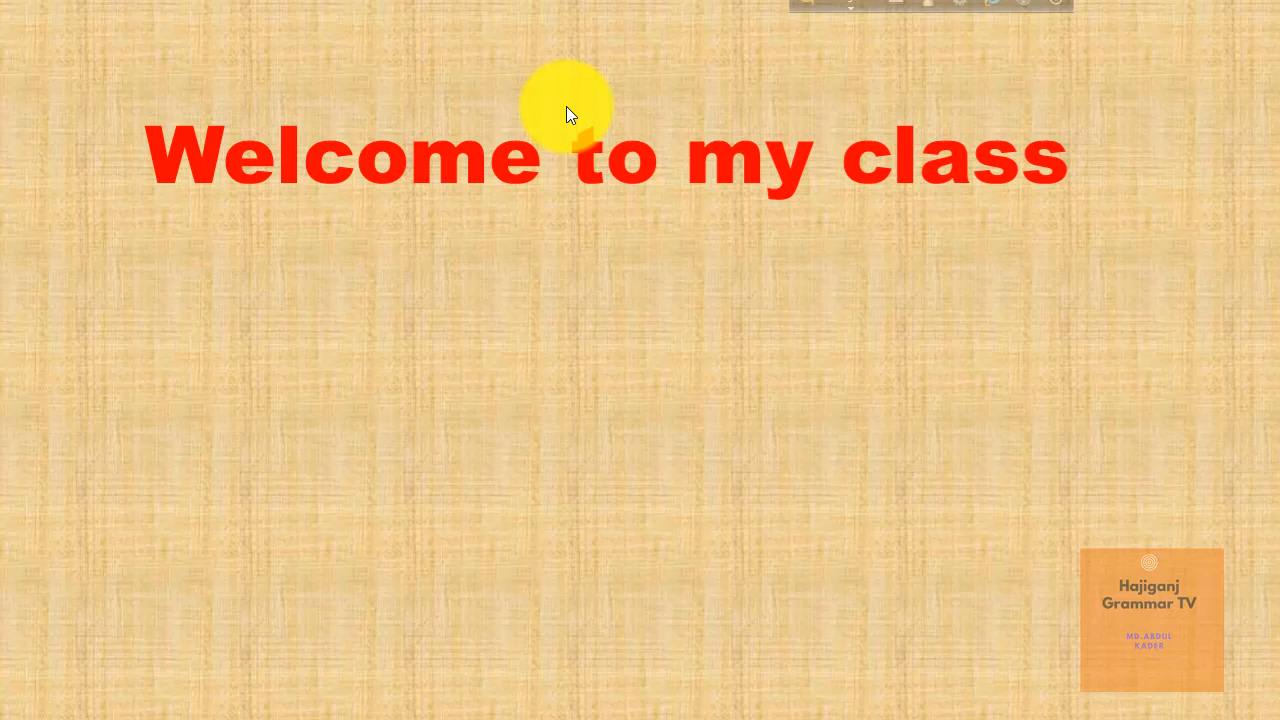 Welcome to my class
Hajiganj
Grammar TV
MD.ABDUL
KADER